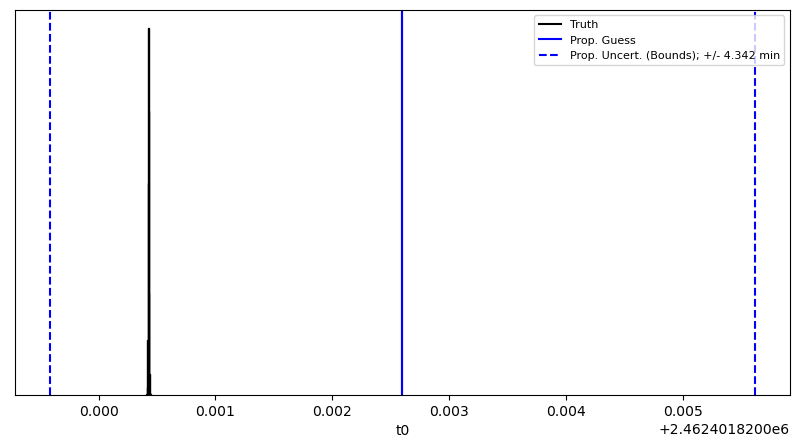 Truth
Prop. Guess
Prop. Uncert. (Bounds); +/- 4.342 min
0.000 0.001 0.002 0.003 0.004 0.005
t0
+2.4624018200e6